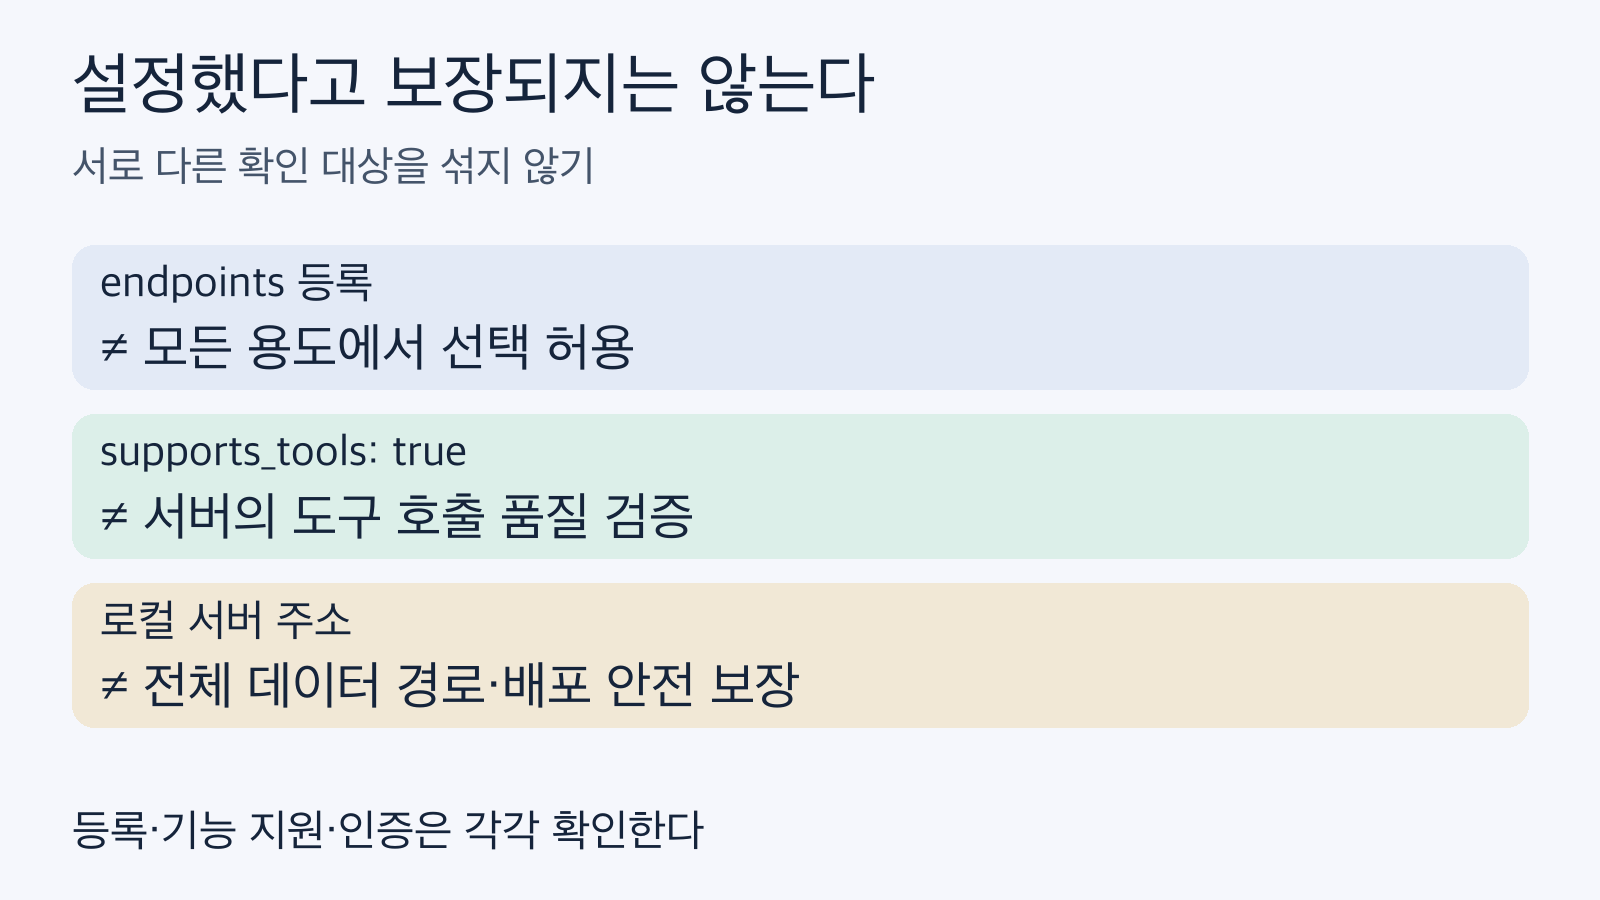 설정했다고 보장되지는 않는다
서로 다른 확인 대상을 섞지 않기
endpoints 등록
≠ 모든 용도에서 선택 허용
supports_tools: true
≠ 서버의 도구 호출 품질 검증
로컬 서버 주소
≠ 전체 데이터 경로·배포 안전 보장
등록·기능 지원·인증은 각각 확인한다